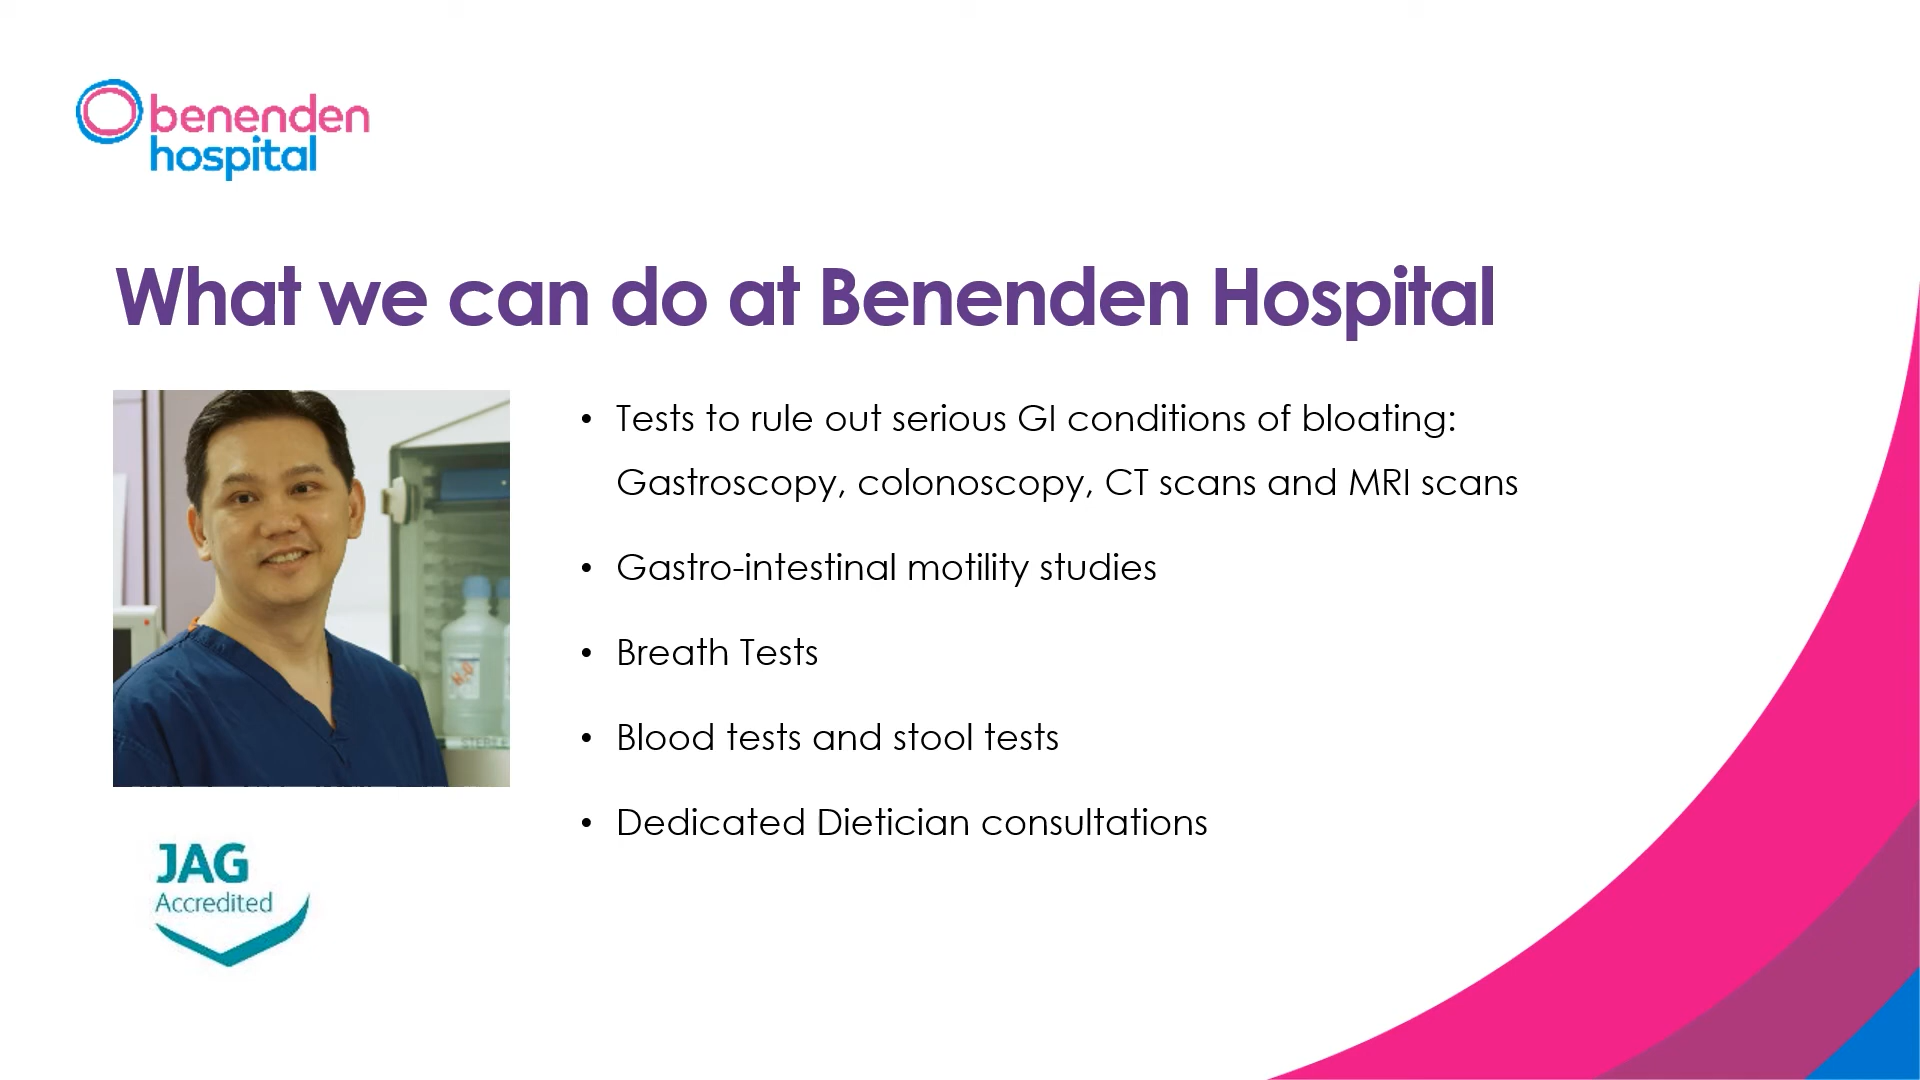 benenden
hospital
What we can do at Benenden Hospital
• Tests to rule out serious GI conditions of bloating:
Gastroscopy, colonoscopy, CT scans and MRI scans
• Gastro-intestinal motility studies
• Breath Tests
• Blood tests and stool tests
• Dedicated Dietician consultations
JAG
Accredited